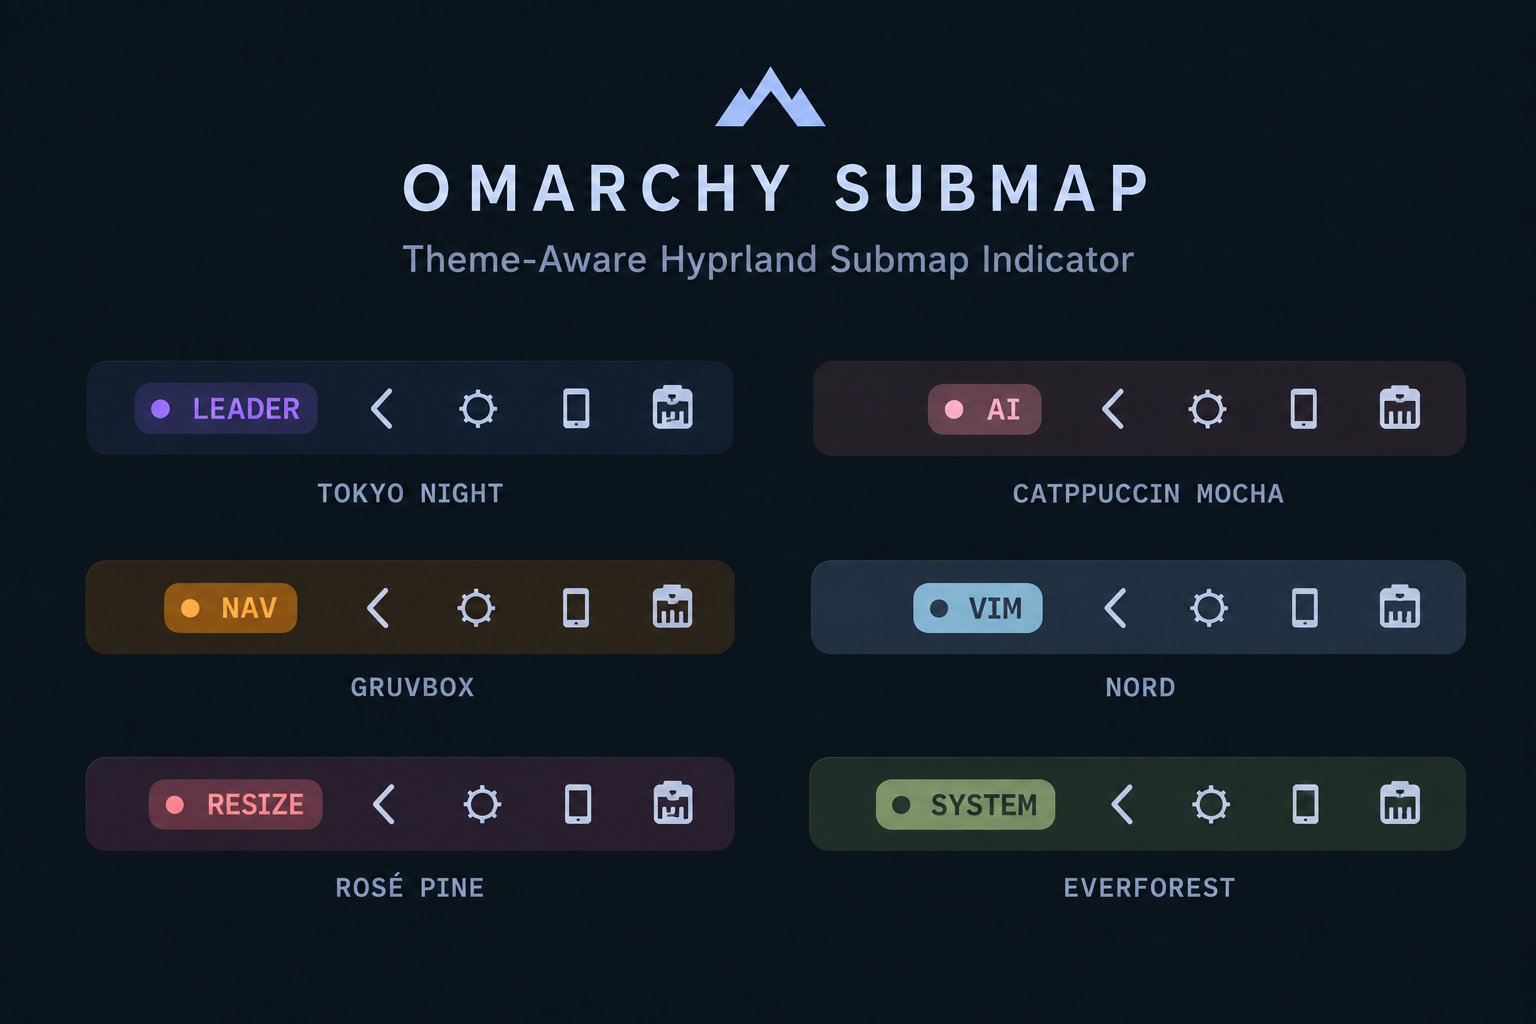 OMARCHY SUBMAP
Theme-Aware Hyprland Submap Indicator
LEADER
TOKYO NIGHT
AI
CATPPUCCIN MOCHA
NAV
GRUVBOX
VIM
NORD
RESIZE
ROSÉ PINE
SYSTEM
EVERFOREST